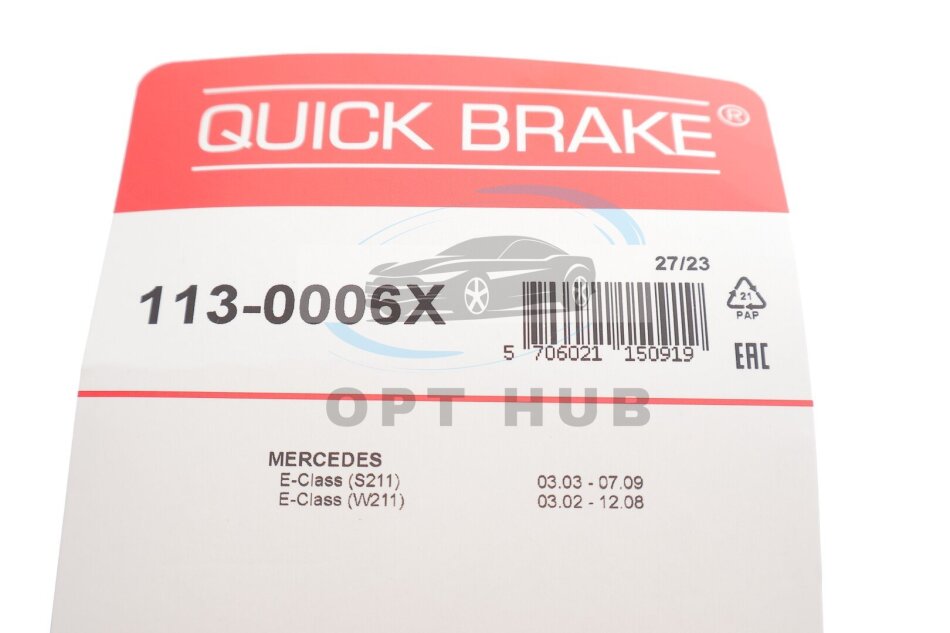 QUICK BRAKE®
27/23
113-0006X
21
PAP
5 706021 150919
EAC
OPT HUB
MERCEDES
E-Class (S211) 03.03 - 07.09
E-Class (W211) 03.02 - 12.08